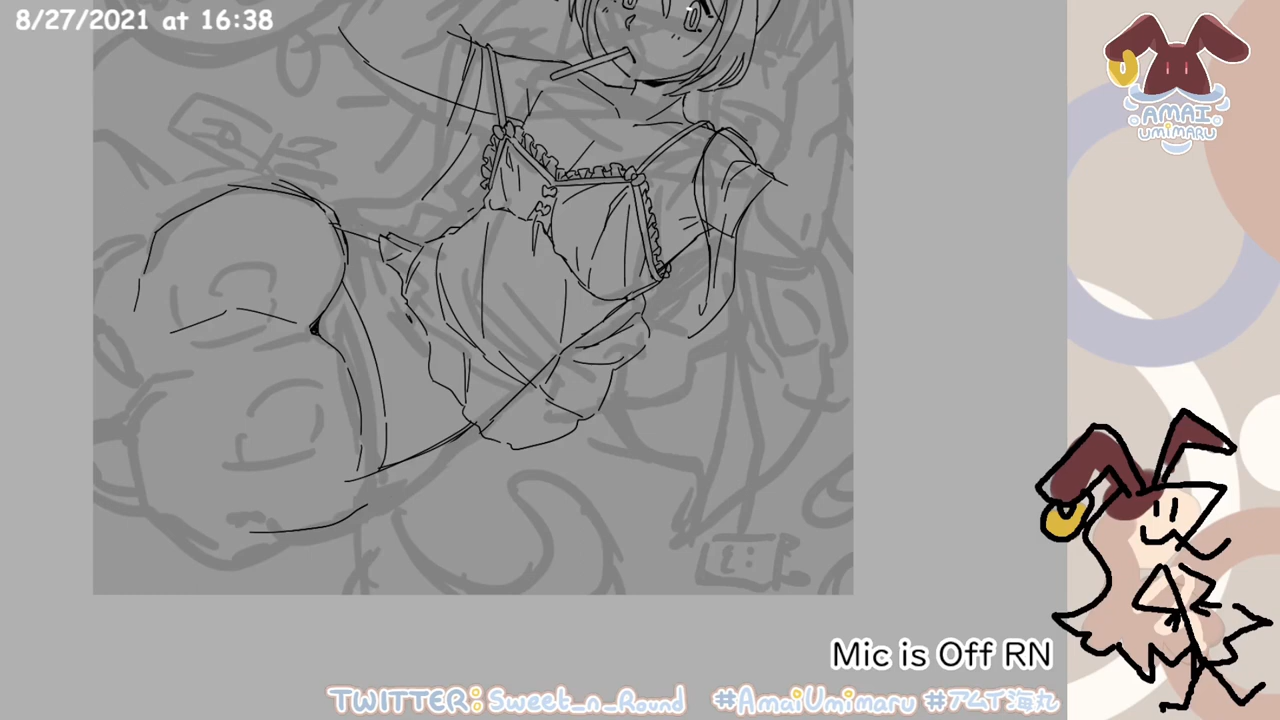 8/27/2021 at 16:38
AMAI
UMIMARU
Mic is Off RN
TWITTER: Sweet_n_Round #AmaiUmimaru #アムイ海丸